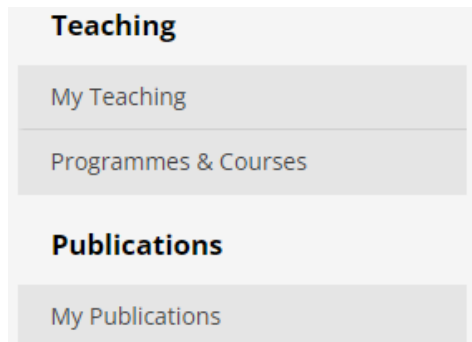 Teaching
My Teaching
Programmes & Courses
Publications
My Publications